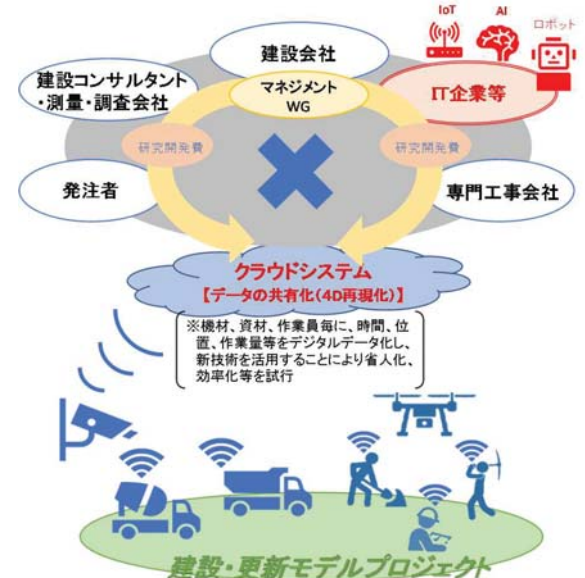 IoT
AI
ロボット
建設会社
建設コンサルタント
・測量・調査会社
マネジメント
WG
IT企業等
研究開発費
研究開発費
発注者
専門工事会社
クラウドシステム
【データの共有化(4D再現化)】
※機材、資材、作業員毎に、時間、位
置、作業量等をデジタルデータ化し、
新技術を活用することにより省人化、
効率化等を試行
建設・更新モデルプロジェクト